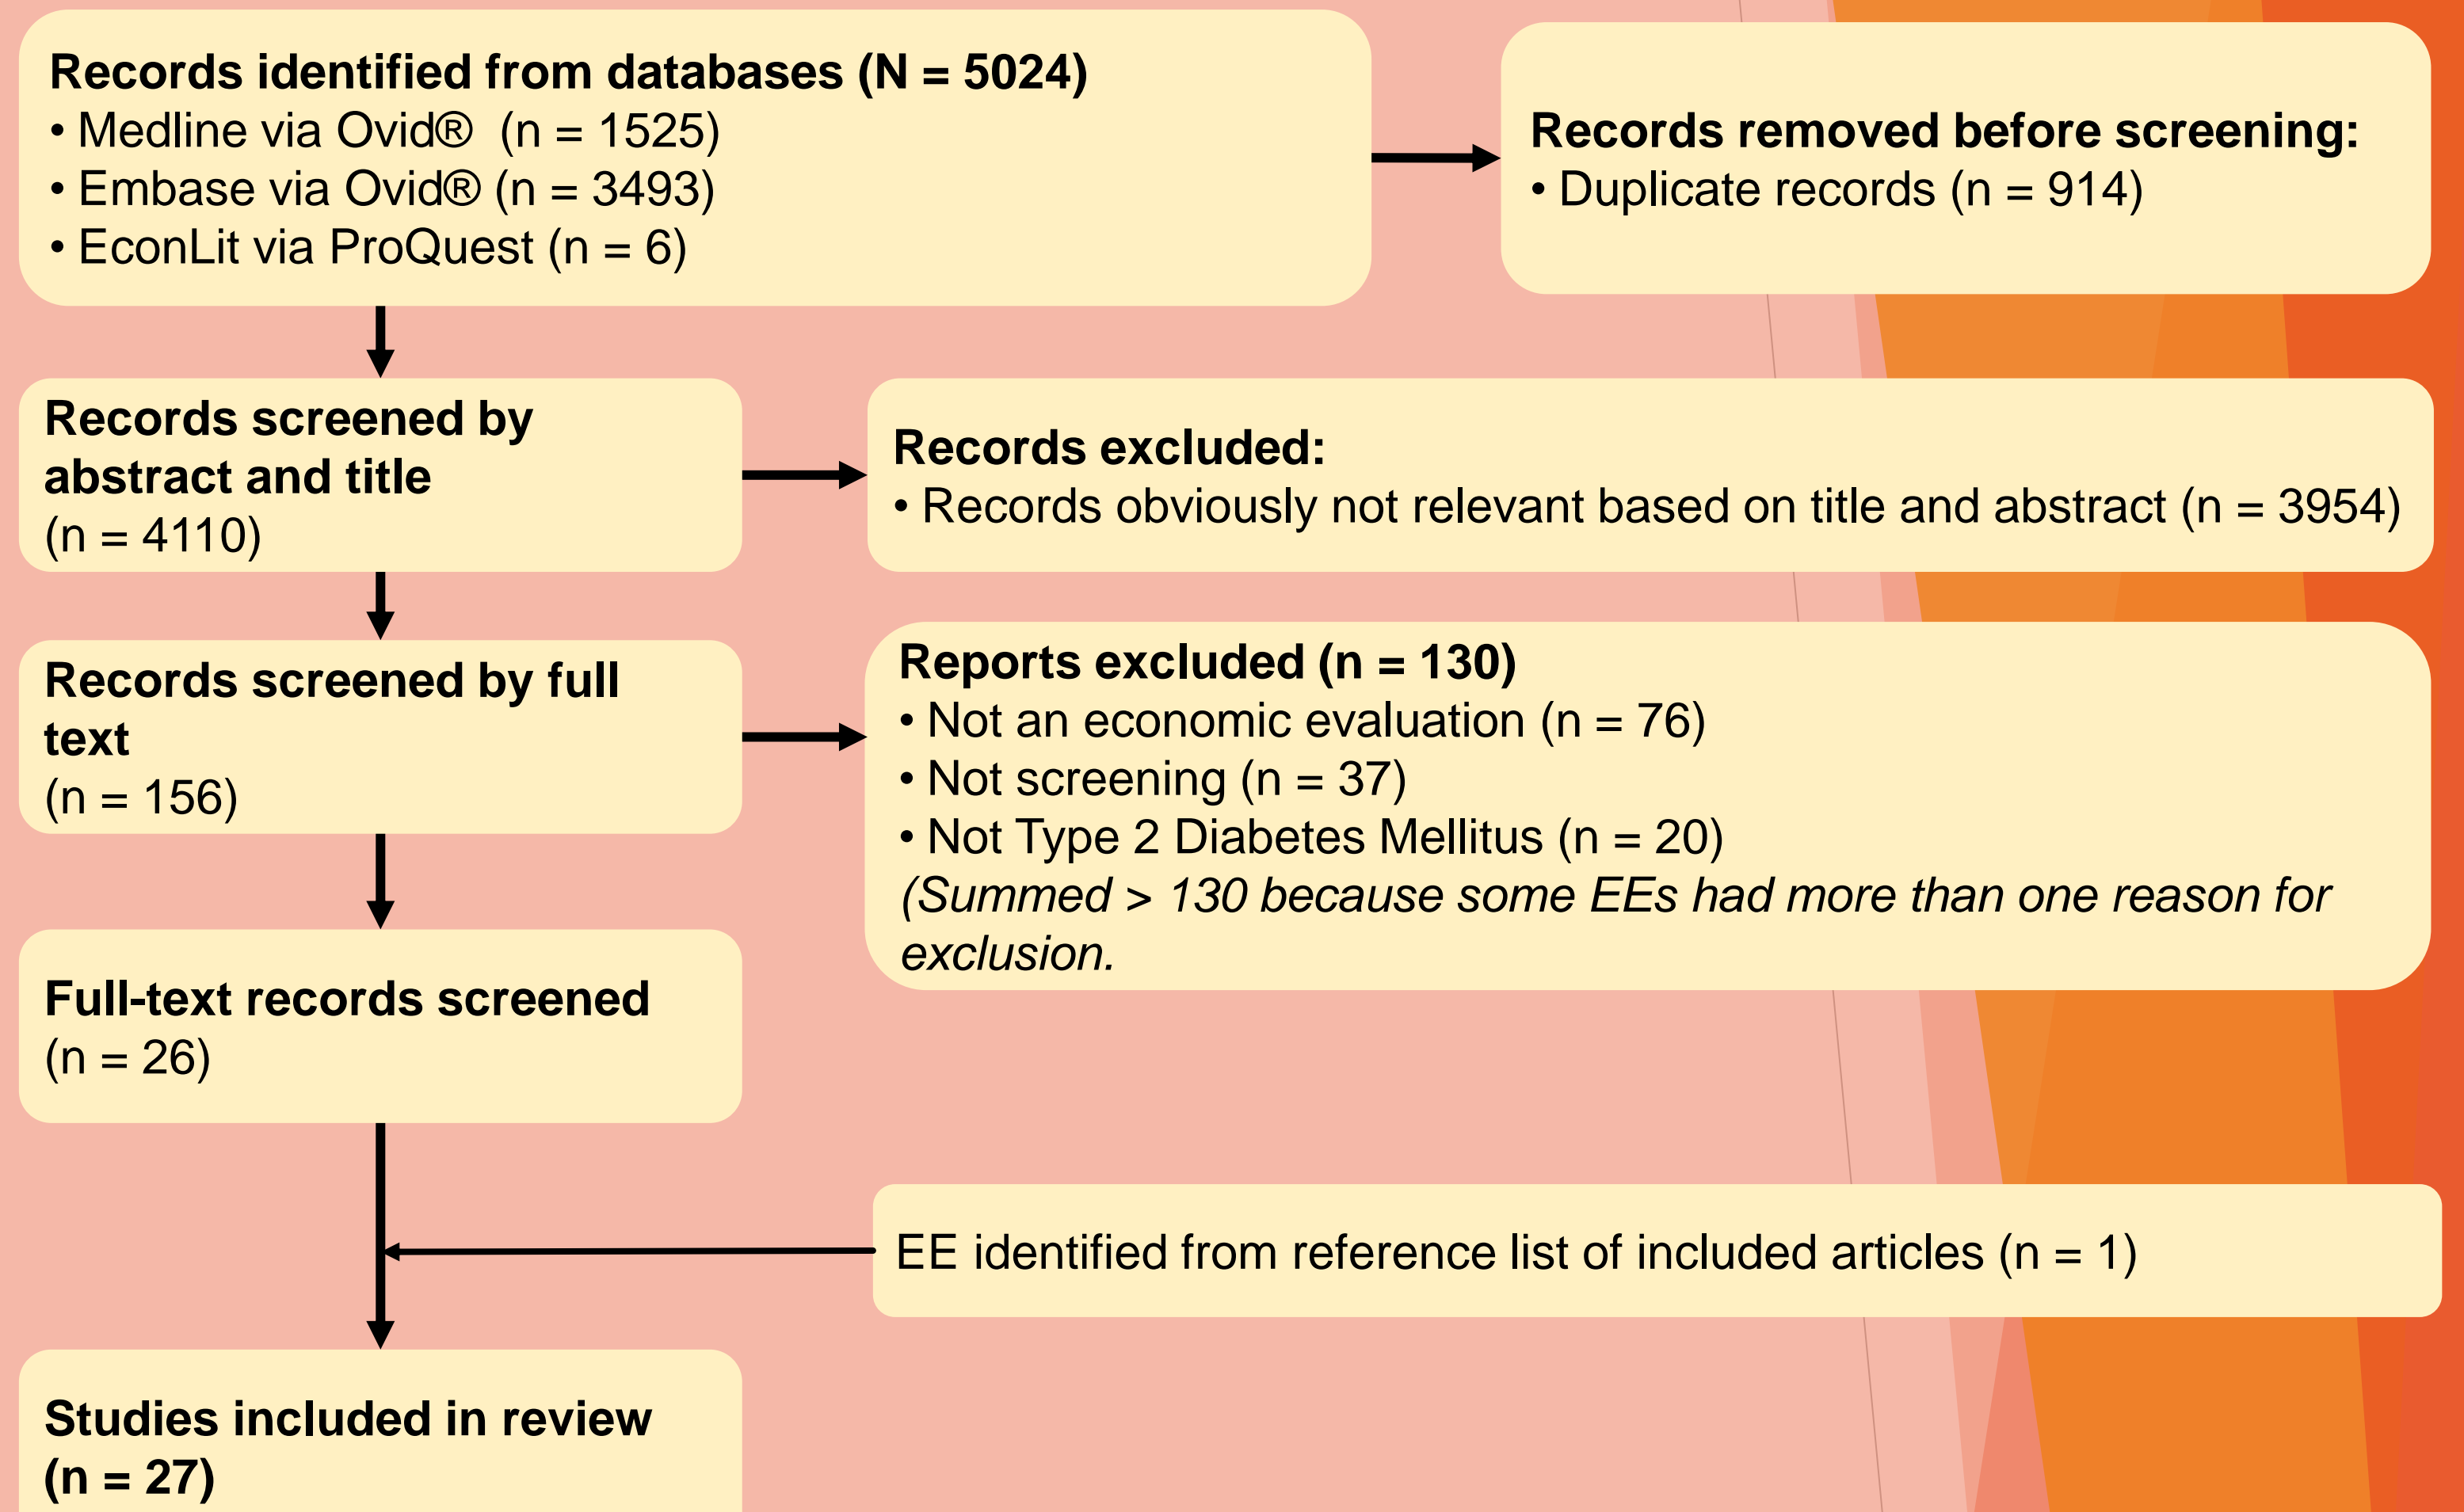 Records identified from databases (N = 5024)
• Medline via Ovid®  (n = 1525)
• Embase via Ovid® (n = 3493)
• EconLit via ProQuest (n = 6)
Records removed before screening:
• Duplicate records (n = 914)
Records screened by
abstract and title
(n = 4110)
Records excluded:
• Records obviously not relevant based on title and abstract (n = 3954)
Records screened by full
text
(n = 156)
Reports excluded (n = 130)
• Not an economic evaluation (n = 76)
• Not screening (n = 37)
• Not Type 2 Diabetes Mellitus (n = 20)
(Summed > 130 because some EEs had more than one reason for
exclusion.
Full-text records screened
(n = 26)
EE identified from reference list of included articles (n = 1)
Studies included in review
(n = 27)